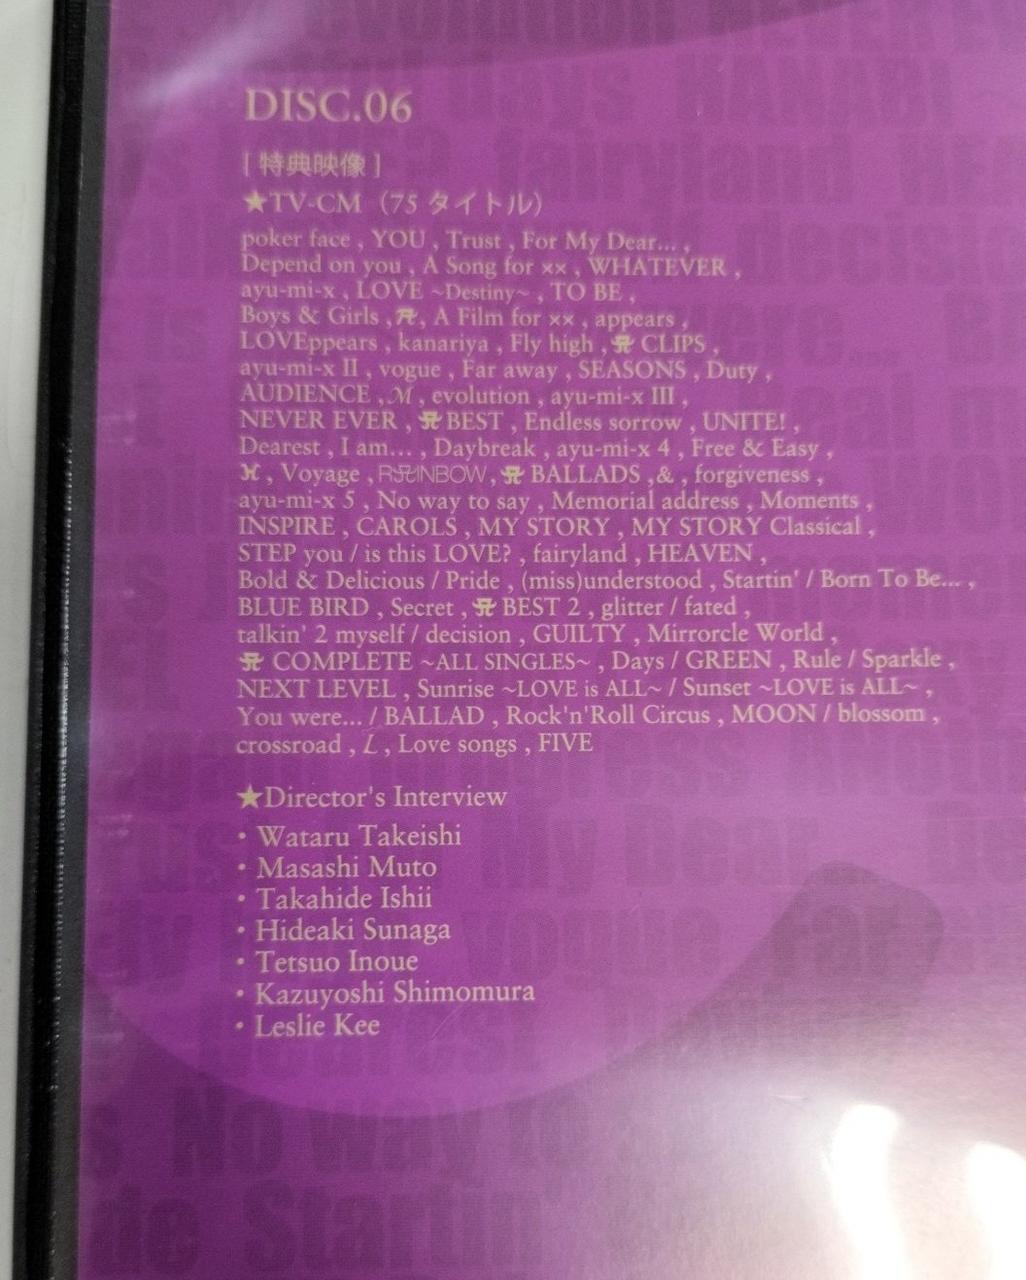 DISC.06
[ 特典映像 ]
★TV-CM（75 タイトル）
poker face , YOU , Trust , For My Dear... ,
Depend on you , A Song for ×× , WHATEVER ,
ayu-mi-x , LOVE ~Destiny~ , TO BE ,
Boys & Girls , A, A Film for ×× , appears ,
LOVEppears , kanariya , Fly high , A CLIPS ,
ayu-mi-x II , vogue , Far away , SEASONS , Duty ,
AUDIENCE , M , evolution , ayu-mi-x III ,
NEVER EVER , A BEST , Endless sorrow , UNITE! ,
Dearest , I am... , Daybreak , ayu-mi-x 4 , Free & Easy ,
H , Voyage , RAINBOW , A BALLADS ,& , forgiveness ,
ayu-mi-x 5 , No way to say , Memorial address , Moments ,
INSPIRE , CAROLS , MY STORY , MY STORY Classical ,
STEP you / is this LOVE? , fairyland , HEAVEN ,
Bold & Delicious / Pride , (miss)understood , Startin' / Born To Be... ,
BLUE BIRD , Secret , A BEST 2 , glitter / fated ,
talkin' 2 myself / decision , GUILTY , Mirrorcle World ,
A COMPLETE ~ALL SINGLES~ , Days / GREEN , Rule / Sparkle ,
NEXT LEVEL , Sunrise ~LOVE is ALL~ / Sunset ~LOVE is ALL~ ,
You were... / BALLAD , Rock'n'Roll Circus , MOON / blossom ,
crossroad , L , Love songs , FIVE
★Director's Interview
・Wataru Takeishi
・Masashi Muto
・Takahide Ishii
・Hideaki Sunaga
・Tetsuo Inoue
・Kazuyoshi Shimomura
・Leslie Kee